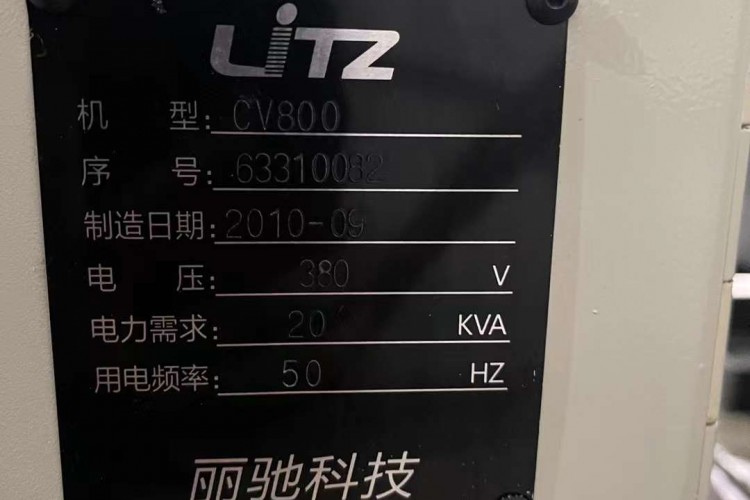 LiTZ
机 型: CV800
序 号: 63310082
制造日期: 2010-09
电 压: 380 V
电力需求: 20 KVA
用电频率: 50 HZ
丽驰科技